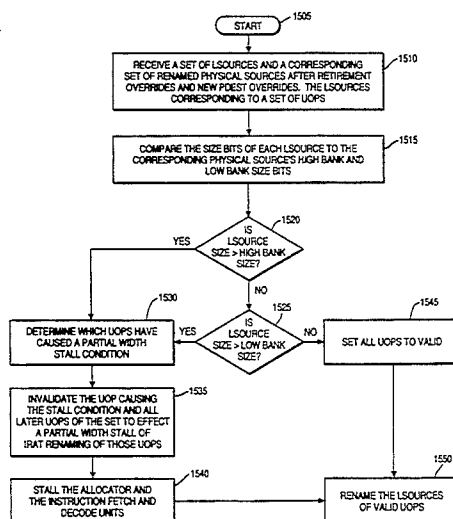 START
1505
RECEIVE A SET OF LSOURCES AND A CORRESPONDING
SET OF RENAMED PHYSICAL SOURCES AFTER RETIREMENT
OVERRIDES AND NEW PDEST OVERRIDES. THE LSOURCES
CORRESPONDING TO A SET OF UOPS
1510
COMPARE THE SIZE BITS OF EACH LSOURCE TO THE
CORRESPONDING PHYSICAL SOURCE'S HIGH BANK AND
LOW BANK SIZE BITS
1515
IS
LSOURCE
SIZE > HIGH BANK
SIZE?
1520
YES
NO
DETERMINE WHICH UOPS HAVE
CAUSED A PARTIAL WIDTH
STALL CONDITION
1530
YES
IS
LSOURCE
SIZE > LOW BANK
SIZE?
1525
NO
SET ALL UOPS TO VALID
1545
INVALIDATE THE UOP CAUSING
THE STALL CONDITION AND ALL
LATER UOPS OF THE SET TO EFFECT
A PARTIAL WIDTH STALL OF
IRAT RENAMING OF THOSE UOPS
1535
STALL THE ALLOCATOR AND
THE INSTRUCTION FETCH AND
DECODE UNITS
1540
RENAME THE LSOURCES
OF VALID UOPS
1550